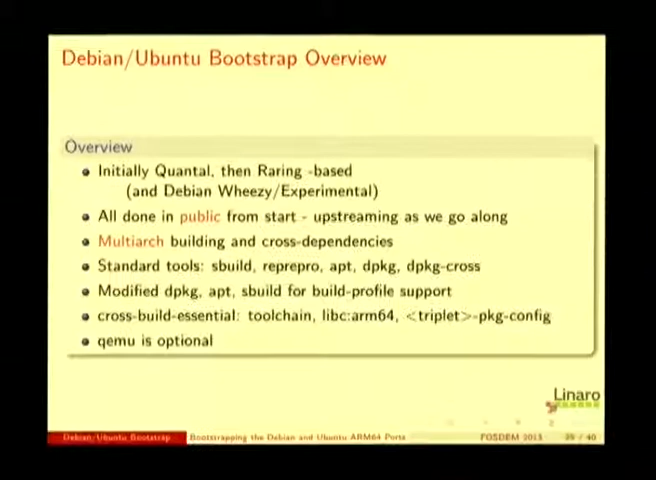 Debian/Ubuntu Bootstrap Overview
Overview
Initially Quantal, then Raring -based
(and Debian Wheezy/Experimental)
All done in public from start - upstreaming as we go along
Multiarch building and cross-dependencies
Standard tools: sbuild, reprepro, apt, dpkg, dpkg-cross
Modified dpkg, apt, sbuild for build-profile support
cross-build-essential: toolchain, libc:arm64, <triplet>-pkg-config
qemu is optional
Linaro
Debian/Ubuntu Bootstrap Bootstrapping the Debian and Ubuntu ARM64 Ports FOSDEM 2013 / 40